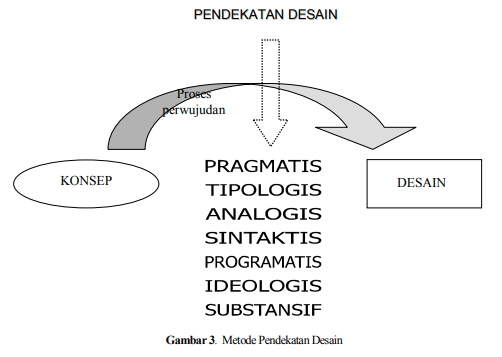 PENDEKATAN DESAIN
Proses
perwujudan
KONSEP
DESAIN
PRAGMATIS
TIPOLOGIS
ANALOGIS
SINTAKTIS
PROGRAMATIS
IDEOLOGIS
SUBSTANSIF
Gambar 3. Metode Pendekatan Desain